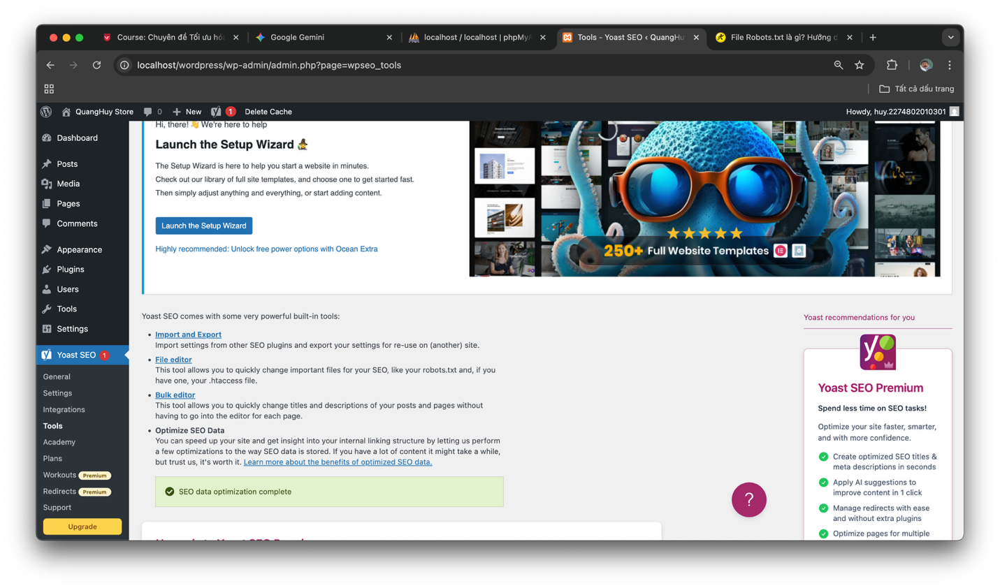 Course: Chuyên đề Tối ưu hó
Google Gemini
localhost / localhost | phpMyA
Tools - Yoast SEO ‹ QuangHu
File Robots.txt là gì? Hướng d
localhost/wordpress/wp-admin/admin.php?page=wpseo_tools
Tất cả dấu trang
QuangHuy Store
0
New
1
Delete Cache
Howdy, huy.2274802010301
Dashboard
Posts
Media
Pages
Comments
Appearance
Plugins
Users
Tools
Settings
Yoast SEO 1
General
Settings
Integrations
Tools
Academy
Plans
Workouts Premium
Redirects Premium
Support
Upgrade
Hi, there! 👋 We're here to help
Launch the Setup Wizard
The Setup Wizard is here to help you start a website in minutes.
Check out our library of full site templates, and choose one to get started fast.
Then simply adjust anything and everything, or start adding content.
Launch the Setup Wizard
Highly recommended: Unlock free power options with Ocean Extra
250+ Full Website Templates
Yoast SEO comes with some very powerful built-in tools:
• Import and Export
Import settings from other SEO plugins and export your settings for re-use on (another) site.
• File editor
This tool allows you to quickly change important files for your SEO, like your robots.txt and, if you
have one, your .htaccess file.
• Bulk editor
This tool allows you to quickly change titles and descriptions of your posts and pages without
having to go into the editor for each page.
• Optimize SEO Data
You can speed up your site and get insight into your internal linking structure by letting us perform
a few optimizations to the way SEO data is stored. If you have a lot of content it might take a while,
but trust us, it's worth it. Learn more about the benefits of optimized SEO data.
SEO data optimization complete
?
Yoast recommendations for you
Yoast SEO Premium
Spend less time on SEO tasks!
Optimize your site faster, smarter,
and with more confidence.
Create optimized SEO titles &
meta descriptions in seconds
Apply AI suggestions to
improve content in 1 click
Manage redirects with ease
and without extra plugins
Optimize pages for multiple